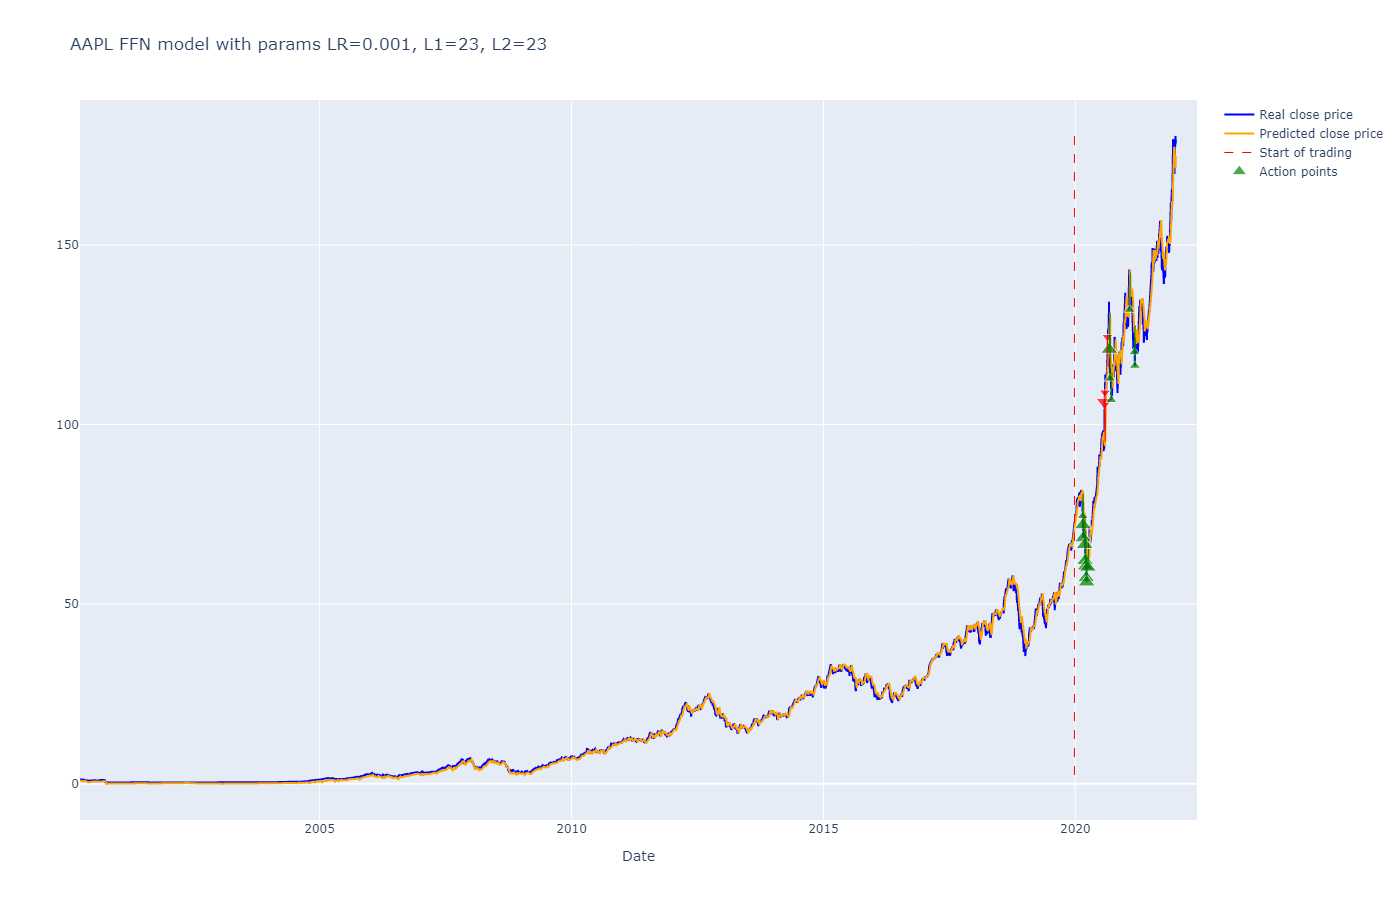 AAPL FFN model with params LR=0.001, L1=23, L2=23
Real close price
Predicted close price
Start of trading
Action points
150
100
50
0
2005
2010
2015
2020
Date